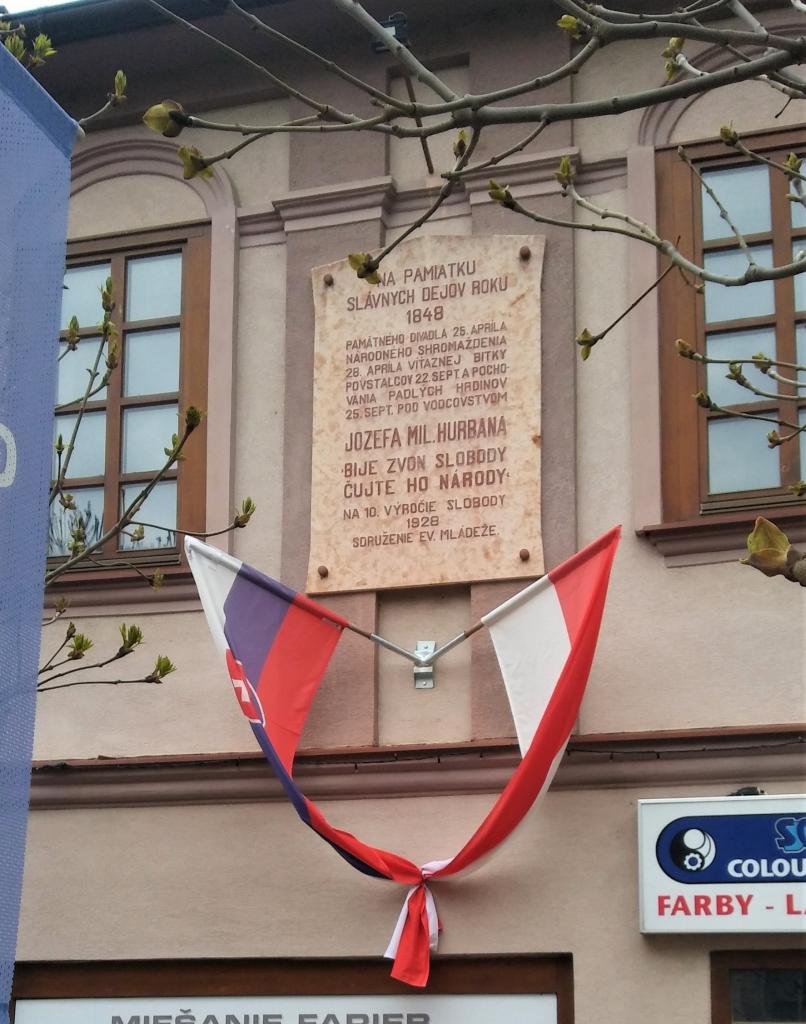 NA PAMIATKU
SLÁVNYCH DEJOV ROKU
1848
PAMÄTNÉHO DIVADLA 25. APRÍLA
NÁRODNÉHO SHROMAŽDENIA
28. APRÍLA VÍŤAZNEJ BITKY
POVSTALCOV 22. SEPT. A POCHO-
VÁNIA PADLÝCH HRDINOV
25. SEPT. POD VODCOVSTVOM
JOZEFA MIL. HURBANA
"BIJE ZVON SLOBODY
ČUJTE HO NÁRODY"
NA 10. VÝROČIE SLOBODY
1928
SDRUŽENIE EV. MLÁDEŽE.
COLOU
FARBY - LA
MIEŠANIE FARIEB